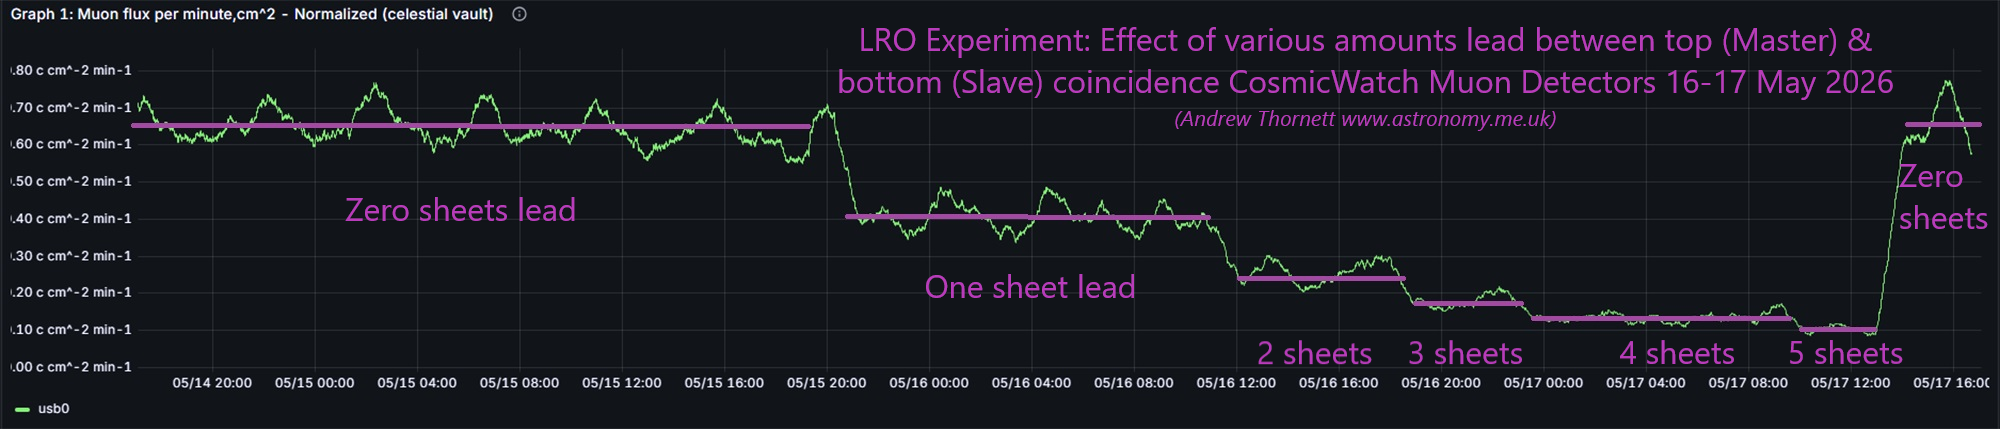 Graph 1: Muon flux per minute,cm^2 - Normalized (celestial vault)
LRO Experiment: Effect of various amounts lead between top (Master) &
bottom (Slave) coincidence CosmicWatch Muon Detectors 16-17 May 2026
(Andrew Thornett www.astronomy.me.uk)
).80 c cm^-2 min-1
).70 c cm^-2 min-1
).60 c cm^-2 min-1
).50 c cm^-2 min-1
).40 c cm^-2 min-1
).30 c cm^-2 min-1
).20 c cm^-2 min-1
).10 c cm^-2 min-1
).00 c cm^-2 min-1
Zero sheets lead
One sheet lead
2 sheets
3 sheets
4 sheets
5 sheets
Zero
sheets
05/14 20:00 05/15 00:00 05/15 04:00 05/15 08:00 05/15 12:00 05/15 16:00 05/15 20:00 05/16 00:00 05/16 04:00 05/16 08:00 05/16 12:00 05/16 16:00 05/16 20:00 05/17 00:00 05/17 04:00 05/17 08:00 05/17 12:00 05/17 16:00
usb0